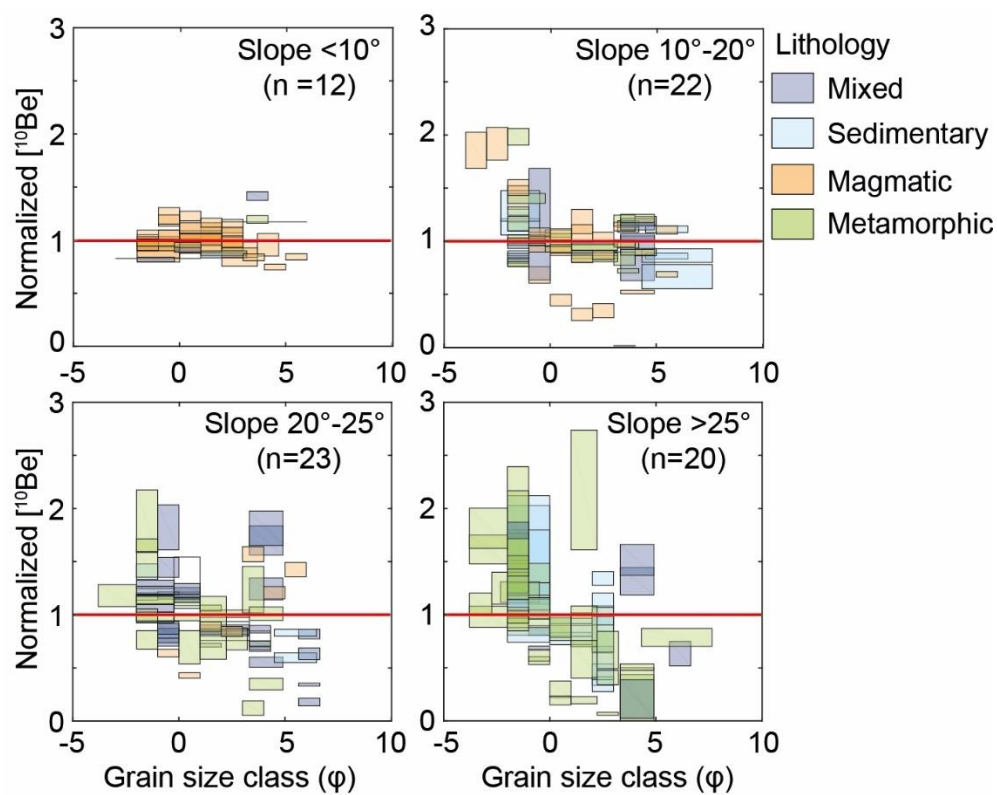 Slope <10°
(n =12)
Slope 10°-20°
(n=22)
Lithology
Mixed
Sedimentary
Magmatic
Metamorphic
Normalized [¹⁰Be]
3
2
1
0
-5
0
5
10
3
2
1
0
-5
0
5
10
Slope 20°-25°
(n=23)
Slope >25°
(n=20)
Normalized [¹⁰Be]
3
2
1
0
-5
0
5
10
Grain size class (φ)
3
2
1
0
-5
0
5
10
Grain size class (φ)